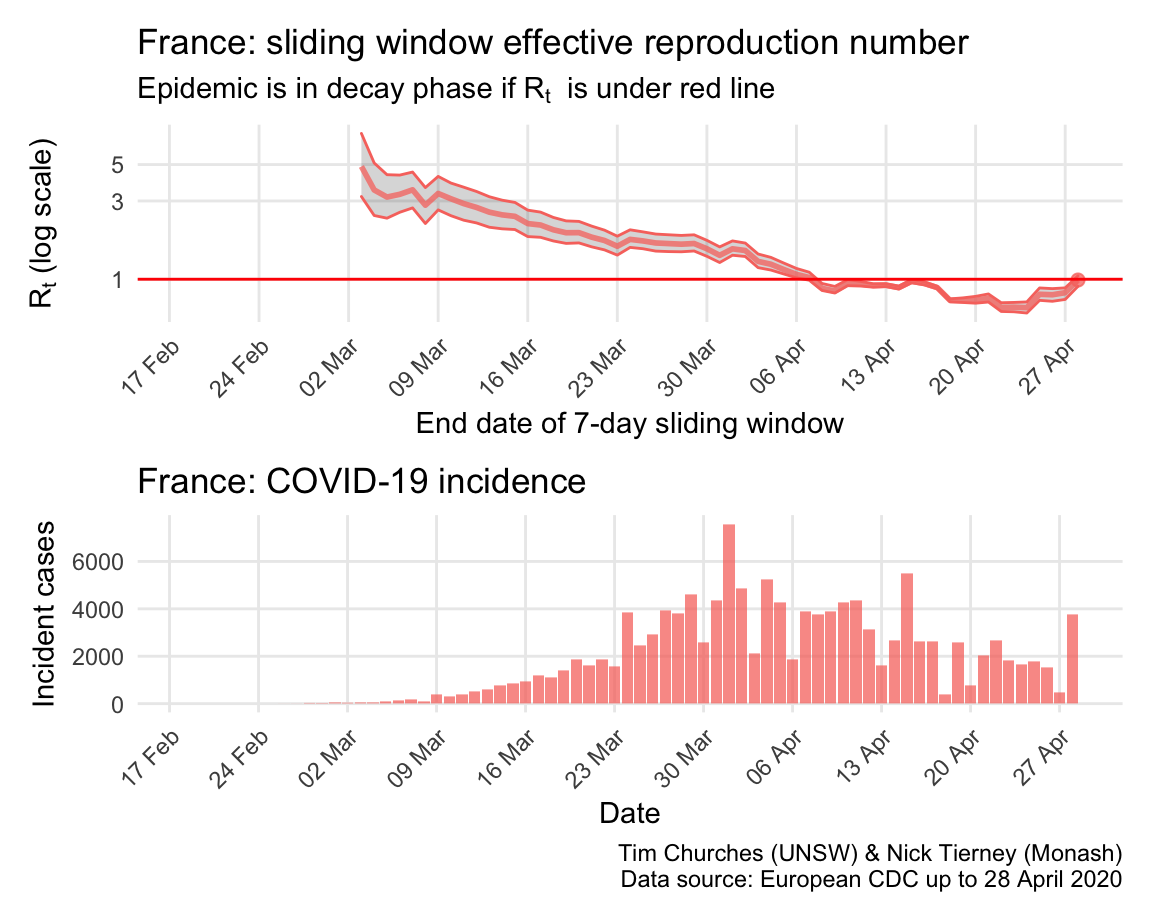 France: sliding window effective reproduction number
Epidemic is in decay phase if Rt is under red line
Rt (log scale)
5
3
1
17 Feb
24 Feb
02 Mar
09 Mar
16 Mar
23 Mar
30 Mar
06 Apr
13 Apr
20 Apr
27 Apr
End date of 7-day sliding window
France: COVID-19 incidence
Incident cases
6000
4000
2000
0
17 Feb
24 Feb
02 Mar
09 Mar
16 Mar
23 Mar
30 Mar
06 Apr
13 Apr
20 Apr
27 Apr
Date
Tim Churches (UNSW) & Nick Tierney (Monash)
Data source: European CDC up to 28 April 2020